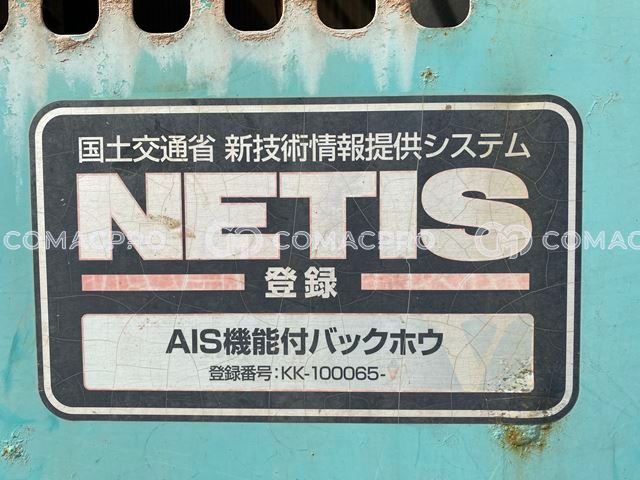 国土交通省 新技術情報提供システム
NETIS
COMACPRO COMACPRO COMACPRO
登録
AIS機能付バックホウ
登録番号:KK-100065-